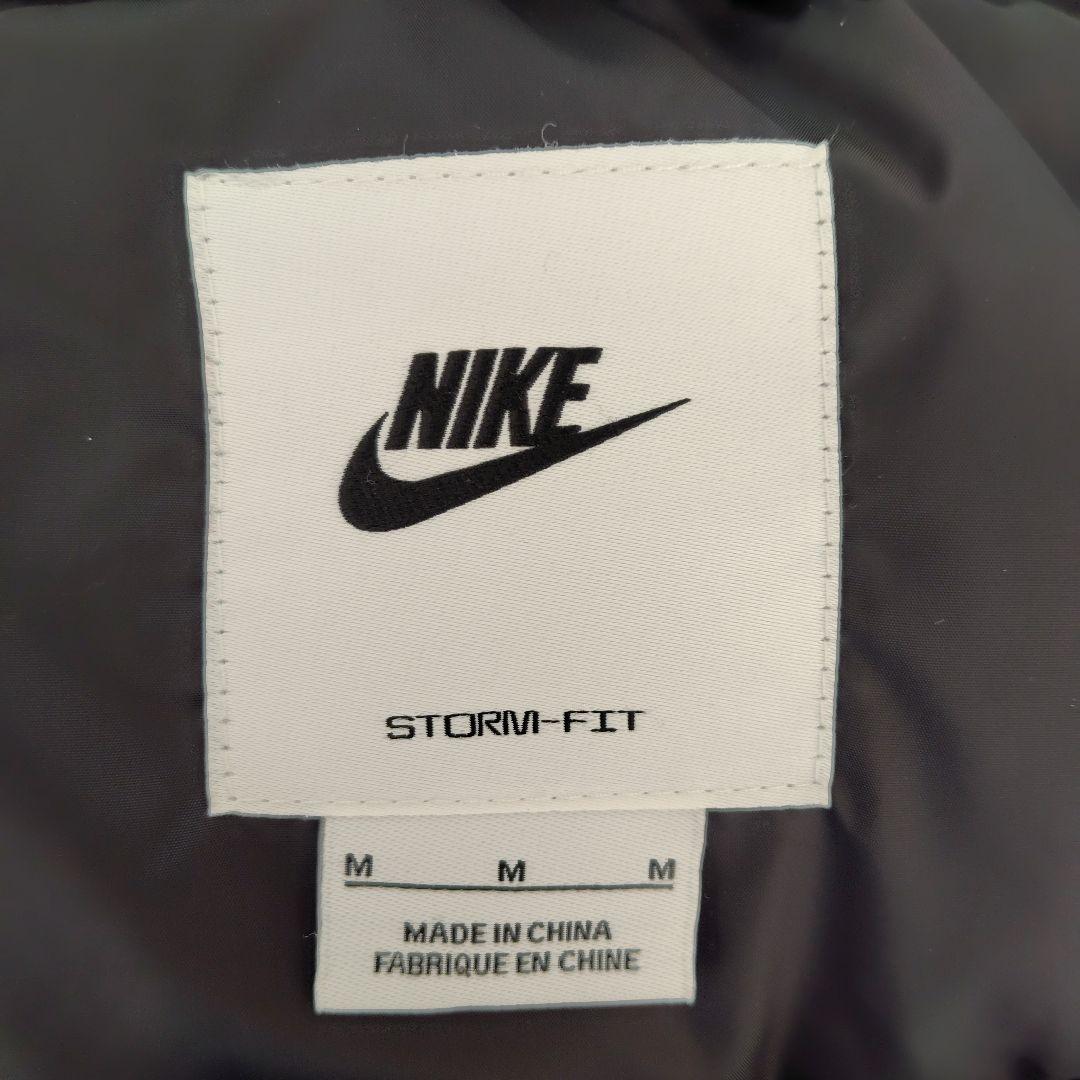 NIKE
STORM-FIT
M M M
MADE IN CHINA
FABRIQUE EN CHINE